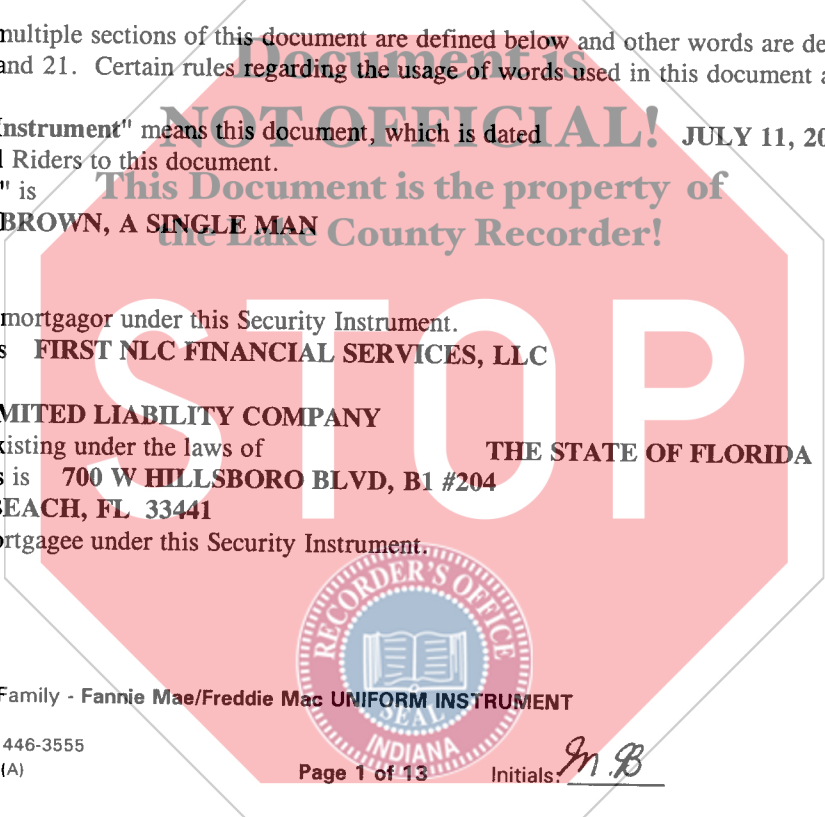 multiple sections of this document are defined below and other words are de
and 21. Certain rules regarding the usage of words used in this document a
Document is
NOT OFFICIAL!
Instrument" means this document, which is dated JULY 11, 20
Riders to this document.
This Document is the property of
" is
BROWN, A SINGLE MAN
the Lake County Recorder!
STOP
mortgagor under this Security Instrument.
s FIRST NLC FINANCIAL SERVICES, LLC
MITED LIABILITY COMPANY
xisting under the laws of THE STATE OF FLORIDA
s is 700 W HILLSBORO BLVD, B1 #204
BEACH, FL 33441
ortgagee under this Security Instrument.
RECORDER'S OFFICE
SEAL
INDIANA
Family - Fannie Mae/Freddie Mac UNIFORM INSTRUMENT
446-3555
(A)
Page 1 of 13 Initials: M.B